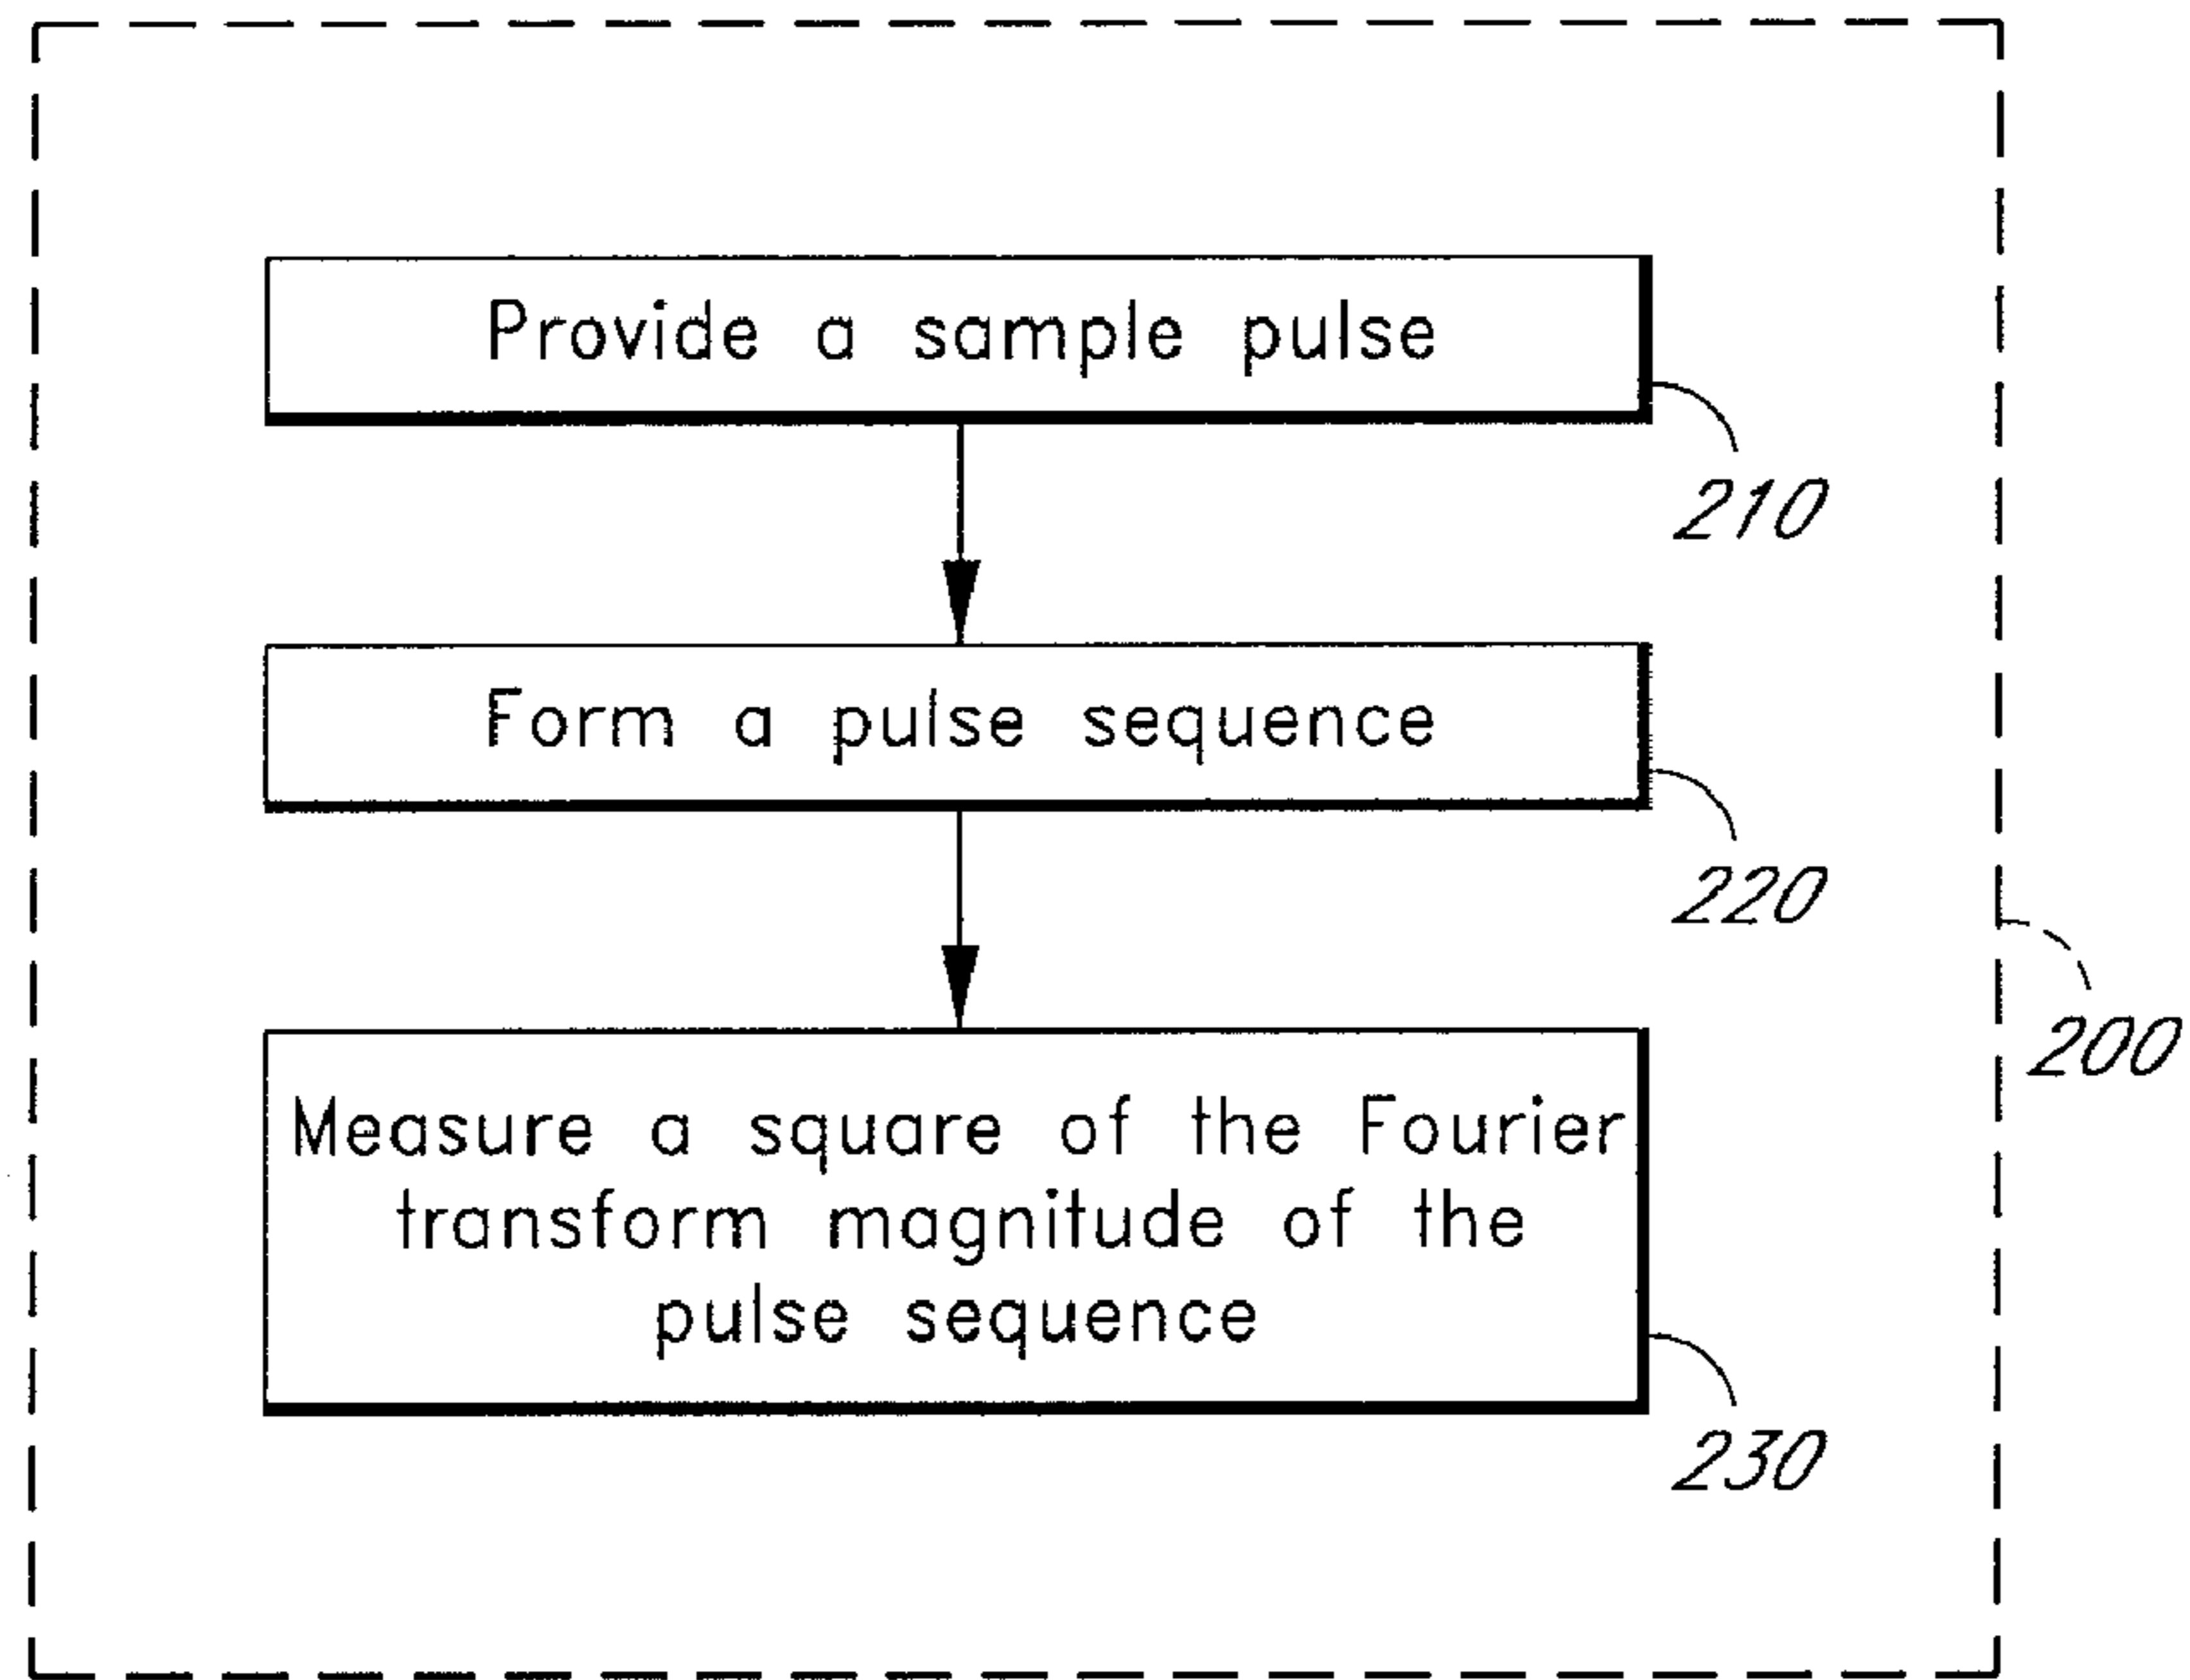 Provide a sample pulse
210
Form a pulse sequence
220
200
Measure a square of the Fourier
transform magnitude of the
pulse sequence
230